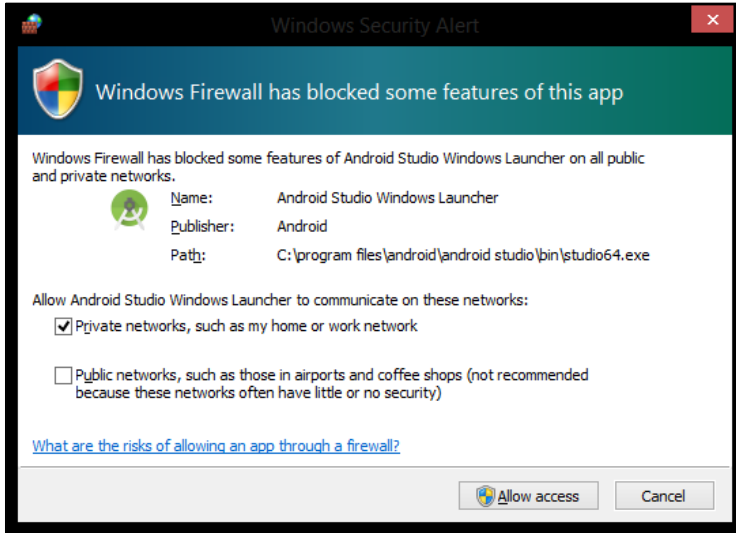 Windows Security Alert
Windows Firewall has blocked some features of this app
Windows Firewall has blocked some features of Android Studio Windows Launcher on all public
and private networks.
Name: Android Studio Windows Launcher
Publisher: Android
Path: C:\program files\android\android studio\bin\studio64.exe
Allow Android Studio Windows Launcher to communicate on these networks:
Private networks, such as my home or work network
Public networks, such as those in airports and coffee shops (not recommended
because these networks often have little or no security)
What are the risks of allowing an app through a firewall?
Allow access Cancel